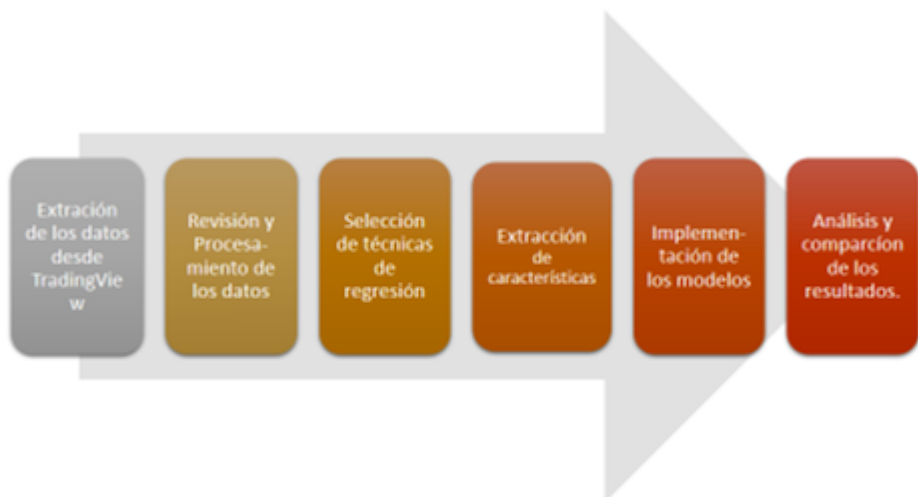 Extración
de los datos
desde
TradingVie
w
Revisión y
Procesa-
miento de
los datos
Selección
de técnicas
de
regresión
Extracción
de
características
Implemen-
tación de
los modelos
Análisis y
comparcíon
de los
resultados.